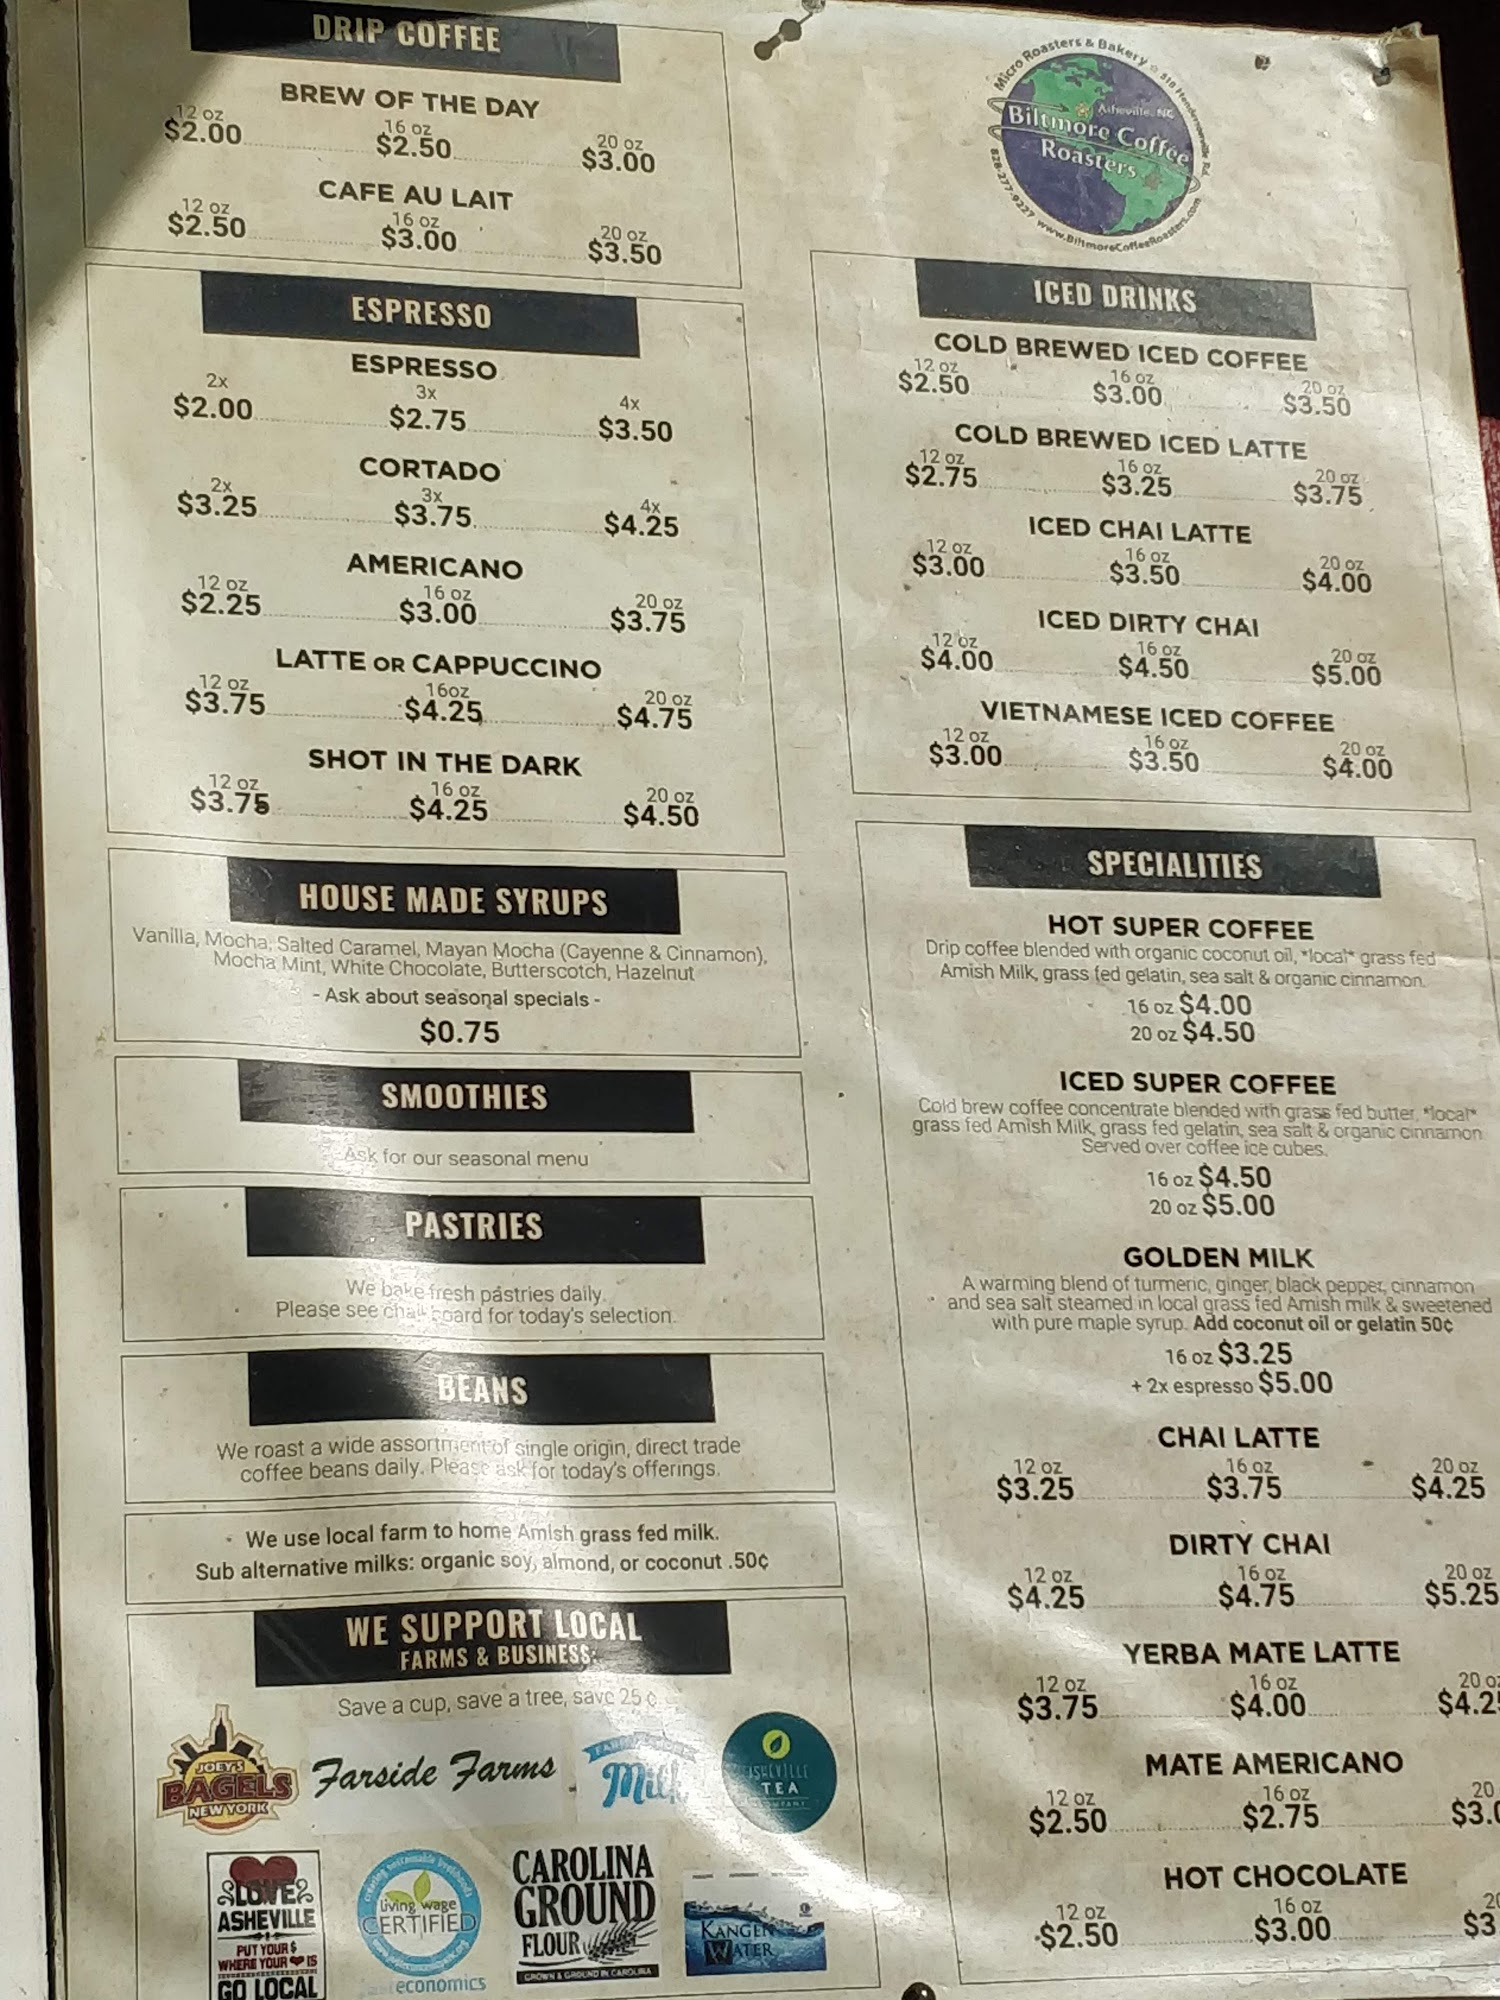 DRIP COFFEE
BREW OF THE DAY
12 oz 16 oz 20 oz
$2.00 $2.50 $3.00
CAFE AU LAIT
12 oz 16 oz 20 oz
$2.50 $3.00 $3.50
ESPRESSO
ESPRESSO
2x 3x 4x
$2.00 $2.75 $3.50
CORTADO
2x 3x 4x
$3.25 $3.75 $4.25
AMERICANO
12 oz 16 oz 20 oz
$2.25 $3.00 $3.75
LATTE OR CAPPUCCINO
12 oz 16oz 20 oz
$3.75 $4.25 $4.75
SHOT IN THE DARK
12 oz 16 oz 20 oz
$3.75 $4.25 $4.50
HOUSE MADE SYRUPS
Vanilla, Mocha, Salted Caramel, Mayan Mocha (Cayenne & Cinnamon),
Mocha Mint, White Chocolate, Butterscotch, Hazelnut
- Ask about seasonal specials -
$0.75
SMOOTHIES
Ask for our seasonal menu
PASTRIES
We bake fresh pastries daily.
Please see chalkboard for today's selection.
BEANS
We roast a wide assortment of single origin, direct trade
coffee beans daily. Please ask for today's offerings.
We use local farm to home Amish grass fed milk.
Sub alternative milks: organic soy, almond, or coconut .50¢
WE SUPPORT LOCAL
FARMS & BUSINESS:
Save a cup, save a tree, save 25 ¢
JOEY'S
BAGELS
NEW YORK
Farside Farms
Milk
ASHEVILLE
TEA
COMPANY
LOVE
ASHEVILLE
PUT YOUR $
WHERE YOUR ❤ IS
GO LOCAL
living wage
CERTIFIED
economics
CAROLINA
GROUND
FLOUR
GROWN & GROUND IN CAROLINA
KANGEN
WATER
Micro Roasters & Bakery 518 Hendersonville Rd.
Asheville, NC
Biltmore Coffee
Roasters
828-277-9227 www.BiltmoreCoffeeRoasters.com
ICED DRINKS
COLD BREWED ICED COFFEE
12 oz 16 oz 20 oz
$2.50 $3.00 $3.50
COLD BREWED ICED LATTE
12 oz 16 oz 20 oz
$2.75 $3.25 $3.75
ICED CHAI LATTE
12 oz 16 oz 20 oz
$3.00 $3.50 $4.00
ICED DIRTY CHAI
12 oz 16 oz 20 oz
$4.00 $4.50 $5.00
VIETNAMESE ICED COFFEE
12 oz 16 oz 20 oz
$3.00 $3.50 $4.00
SPECIALITIES
HOT SUPER COFFEE
Drip coffee blended with organic coconut oil, *local* grass fed
Amish Milk, grass fed gelatin, sea salt & organic cinnamon.
16 oz $4.00
20 oz $4.50
ICED SUPER COFFEE
Cold brew coffee concentrate blended with grass fed butter, *local*
grass fed Amish Milk, grass fed gelatin, sea salt & organic cinnamon
Served over coffee ice cubes.
16 oz $4.50
20 oz $5.00
GOLDEN MILK
A warming blend of turmeric, ginger, black pepper, cinnamon
and sea salt steamed in local grass fed Amish milk & sweetened
with pure maple syrup. Add coconut oil or gelatin 50¢
16 oz $3.25
+ 2x espresso $5.00
CHAI LATTE
12 oz 16 oz 20 oz
$3.25 $3.75 $4.25
DIRTY CHAI
12 oz 16 oz 20 oz
$4.25 $4.75 $5.25
YERBA MATE LATTE
12 oz 16 oz 20 oz
$3.75 $4.00 $4.2
MATE AMERICANO
12 oz 16 oz 20
$2.50 $2.75 $3.
HOT CHOCOLATE
12 oz 16 oz 20
$2.50 $3.00 $3